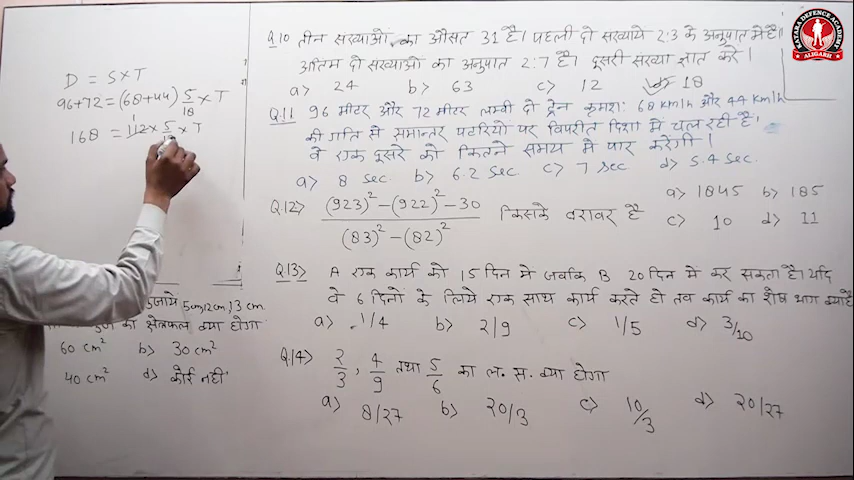 Q.10 तीन संख्याओ का औसत 31 है। पहली दो संख्याये 2:3 के अनुपात मे है।
अंतिम दो संख्याओं का अनुपात 2:7 है। दूसरी संख्या ज्ञात करे।
a> 24 b> 63 c> 12 d> 18
Q.11 96 मीटर और 72 मीटर लम्बी दो ट्रेन क्रमश: 68 km/h और 44 km/h
की गति से समान्तर पटरियो पर विपरीत दिशा मे चल रही है,
वे एक दूसरे को कितने समय मे पार करेंगी।
a> 8 sec b> 6.2 sec c> 7 sec d> 5.4 sec.
Q.12> (923)² - (922)² - 30 / (83)² - (82)² किसके बराबर है
a> 1845 b> 185
c> 10 d> 11
Q.13> A एक कार्य को 15 दिन मे जबकि B 20 दिन मे कर सकता है। यदि
वे 6 दिनो के लिये एक साथ कार्य करते हो तब कार्य का शेष भाग क्या है
a> 1/4 b> 2/9 c> 1/5 d> 3/10
Q.14> 2/3, 4/9 तथा 5/6 का ल. स. क्या होगा
a> 8/27 b> 20/3 c> 10/3 d> 20/27
D = S×T
96+72 = (68+44) 5/18 × T
168 = 112 × 5/ × T
5cm, 12cm, 13 cm
का क्षेत्रफल क्या होगा
60 cm² b> 30 cm²
40 cm² d> कोई नहीं
KATARA DEFENCE ACADEMY
ALIGARH